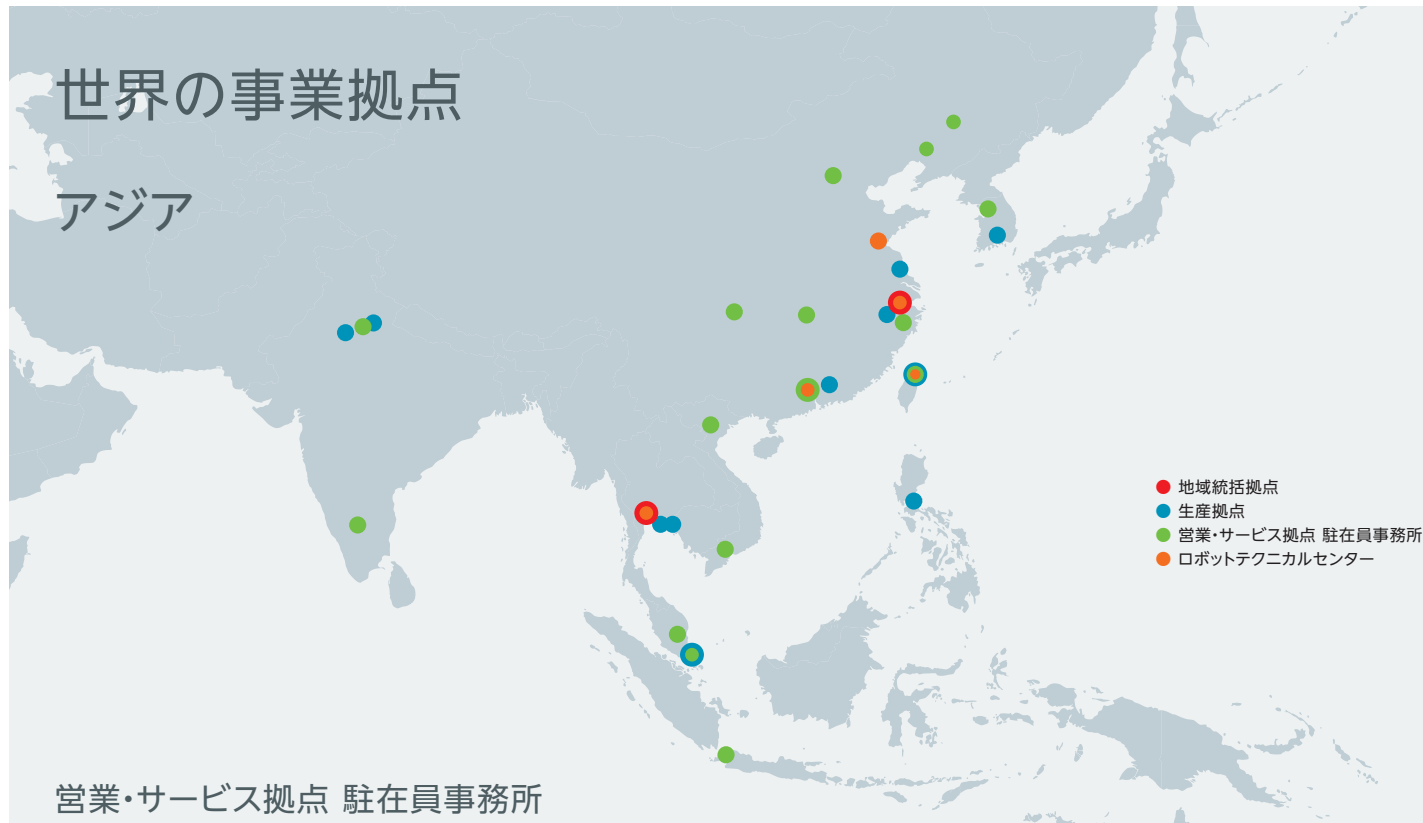 世界の事業拠点
アジア
地域統括拠点
生産拠点
営業・サービス拠点 駐在員事務所
ロボットテクニカルセンター
営業・サービス拠点 駐在員事務所